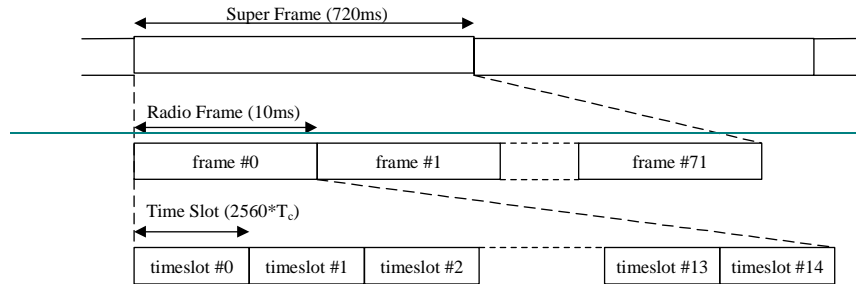 Super Frame (720ms)
Radio Frame (10ms)
frame #0 frame #1 frame #71
Time Slot (2560*Tc)
timeslot #0 timeslot #1 timeslot #2 timeslot #13 timeslot #14